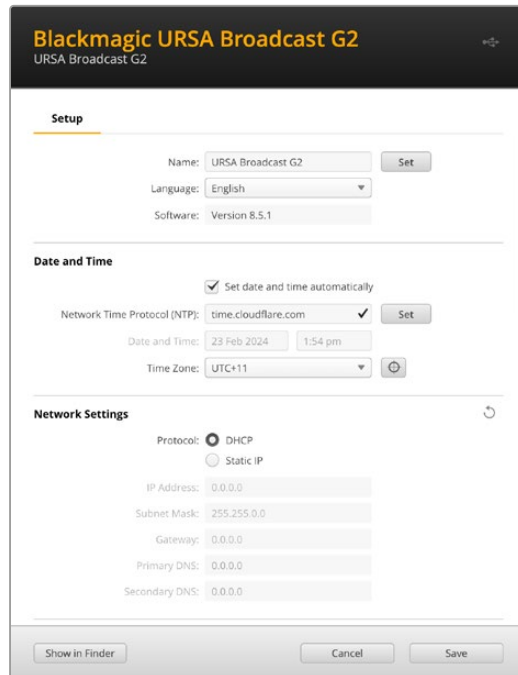 Blackmagic URSA Broadcast G2
URSA Broadcast G2
Setup
Name: URSA Broadcast G2 Set
Language: English
Software: Version 8.5.1
Date and Time
Set date and time automatically
Network Time Protocol (NTP): time.cloudflare.com Set
Date and Time: 23 Feb 2024 1:54 pm
Time Zone: UTC+11
Network Settings
Protocol: DHCP
Static IP
IP Address: 0.0.0.0
Subnet Mask: 255.255.0.0
Gateway: 0.0.0.0
Primary DNS: 0.0.0.0
Secondary DNS: 0.0.0.0
Show in Finder Cancel Save